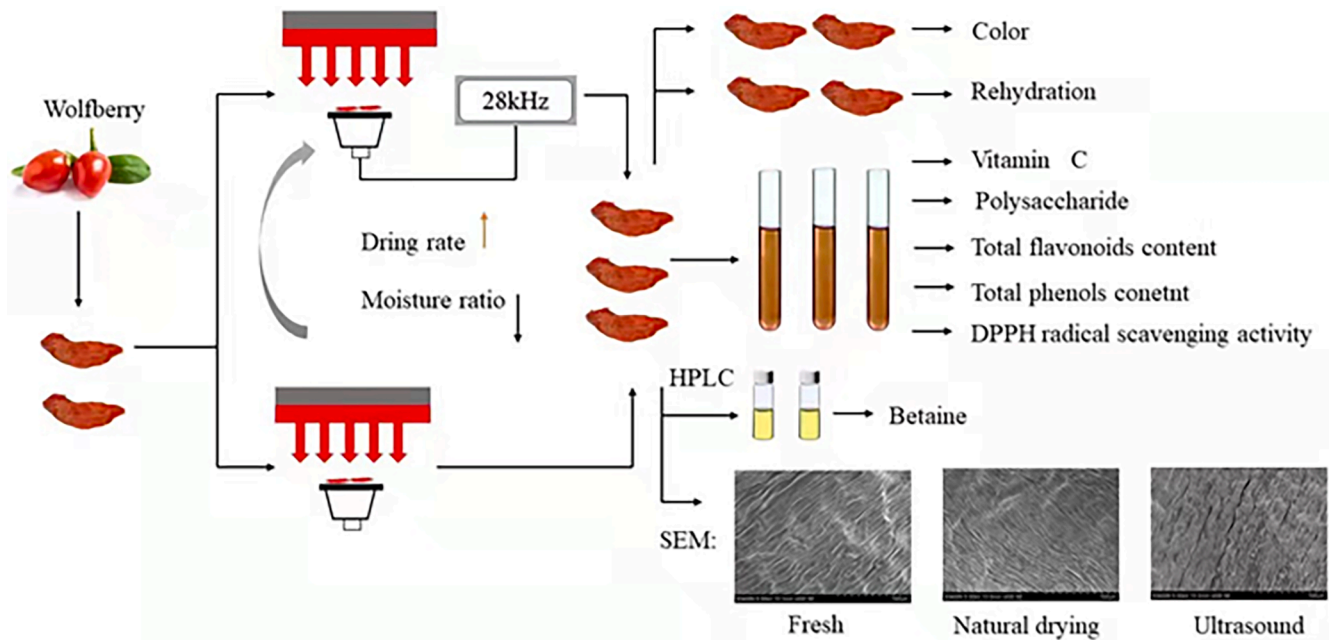 Wolfberry
28kHz
Dring rate
Moisture ratio
Color
Rehydration
Vitamin C
Polysaccharide
Total flavonoids content
Total phenols conetnt
DPPH radical scavenging activity
HPLC
Betaine
SEM:
Fresh
Natural drying
Ultrasound